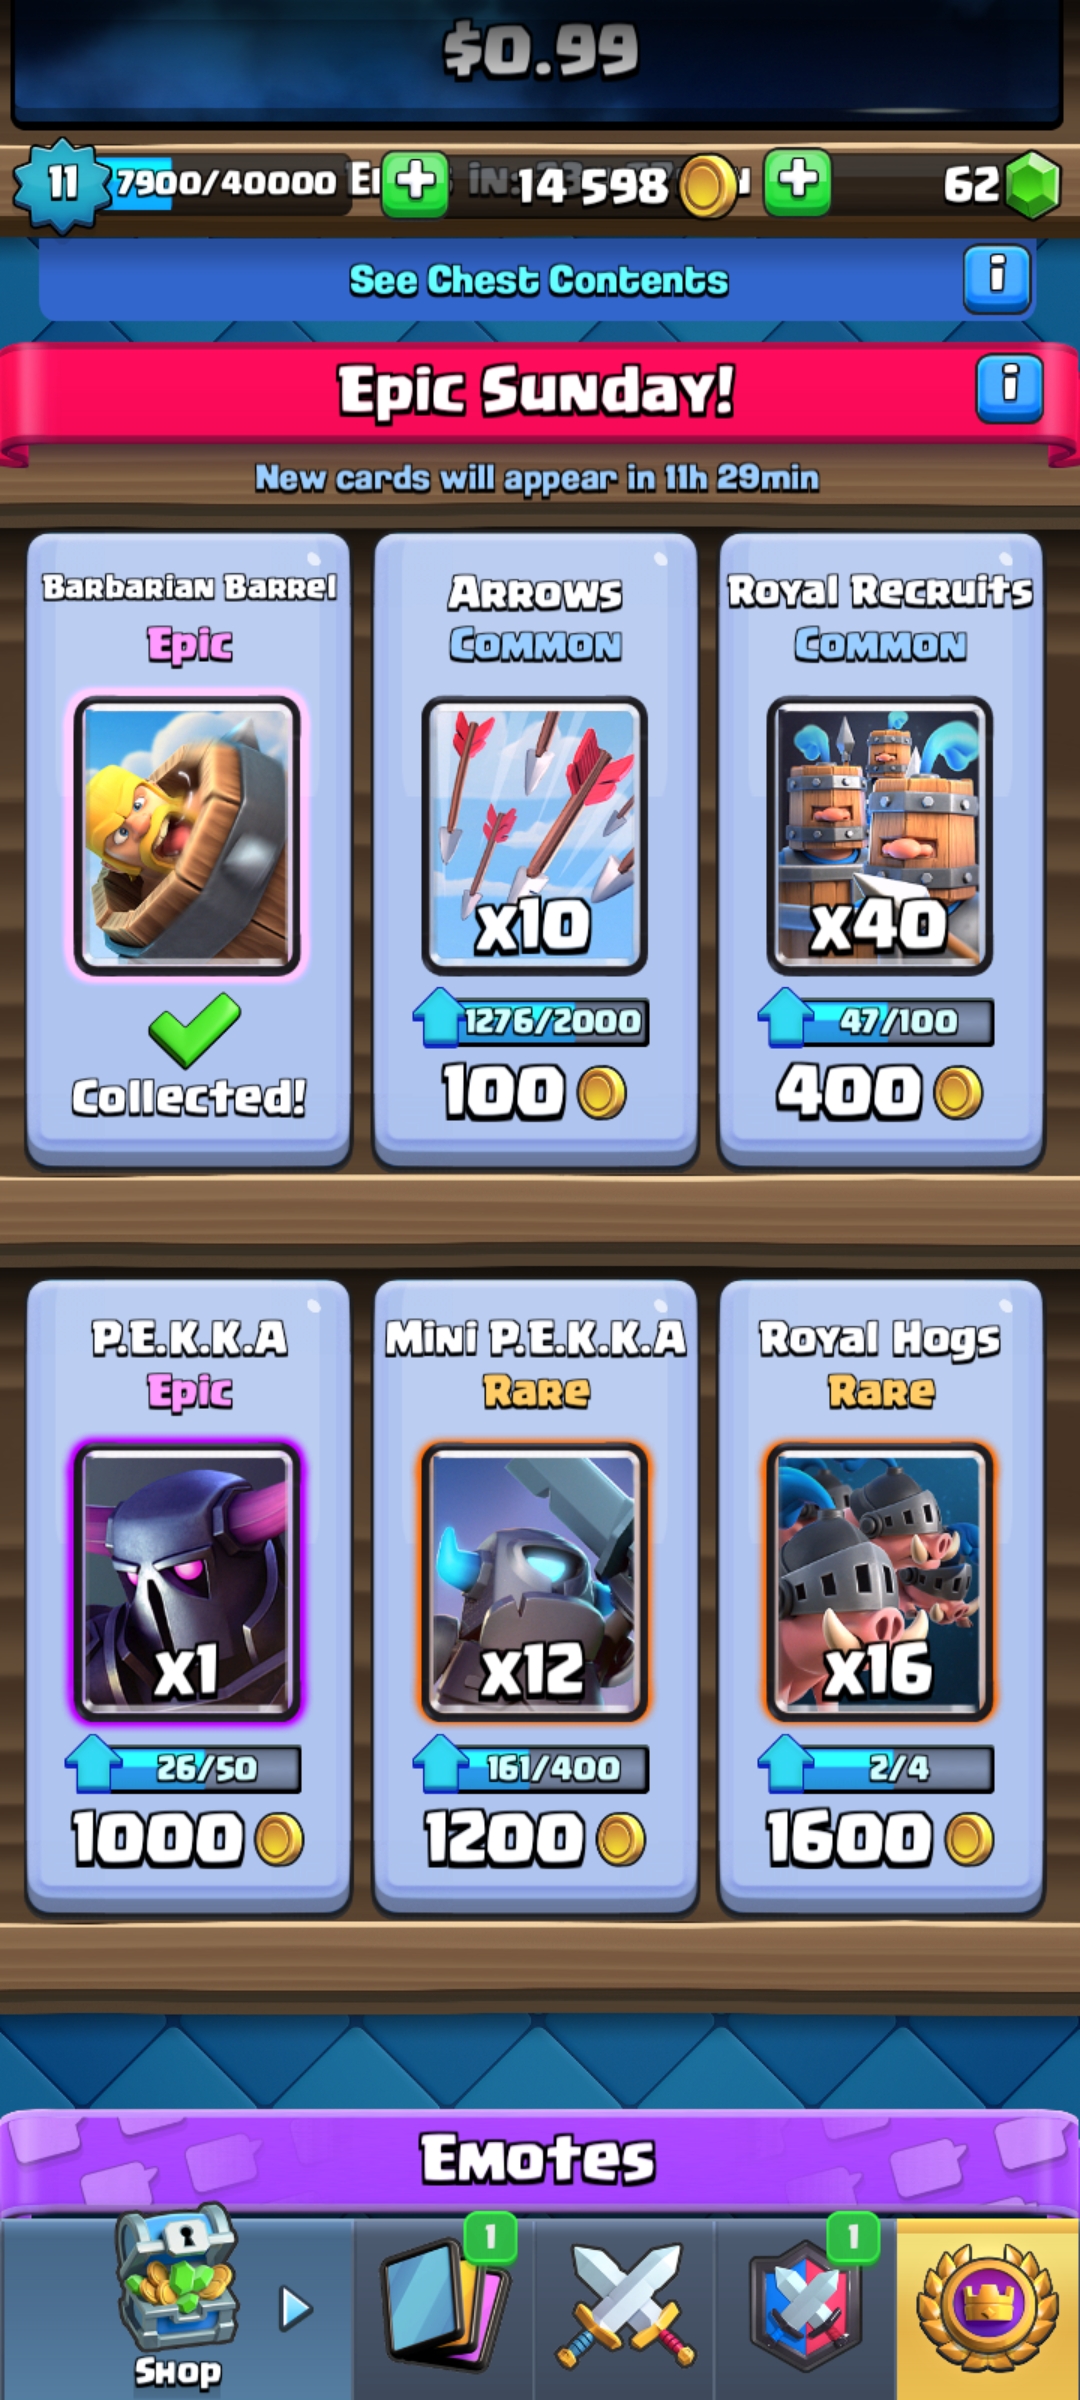 $0.99
11
7900/40000
14 598
62
See Chest Contents
i
Epic Sunday!
i
New cards will appear in 11h 29min
Barbarian Barrel
Epic
Collected!
Arrows
Common
x10
1276/2000
100
Royal Recruits
Common
x40
47/100
400
P.E.K.K.A
Epic
x1
26/50
1000
Mini P.E.K.K.A
Rare
x12
161/400
1200
Royal Hogs
Rare
x16
2/4
1600
Emotes
Shop
1
1